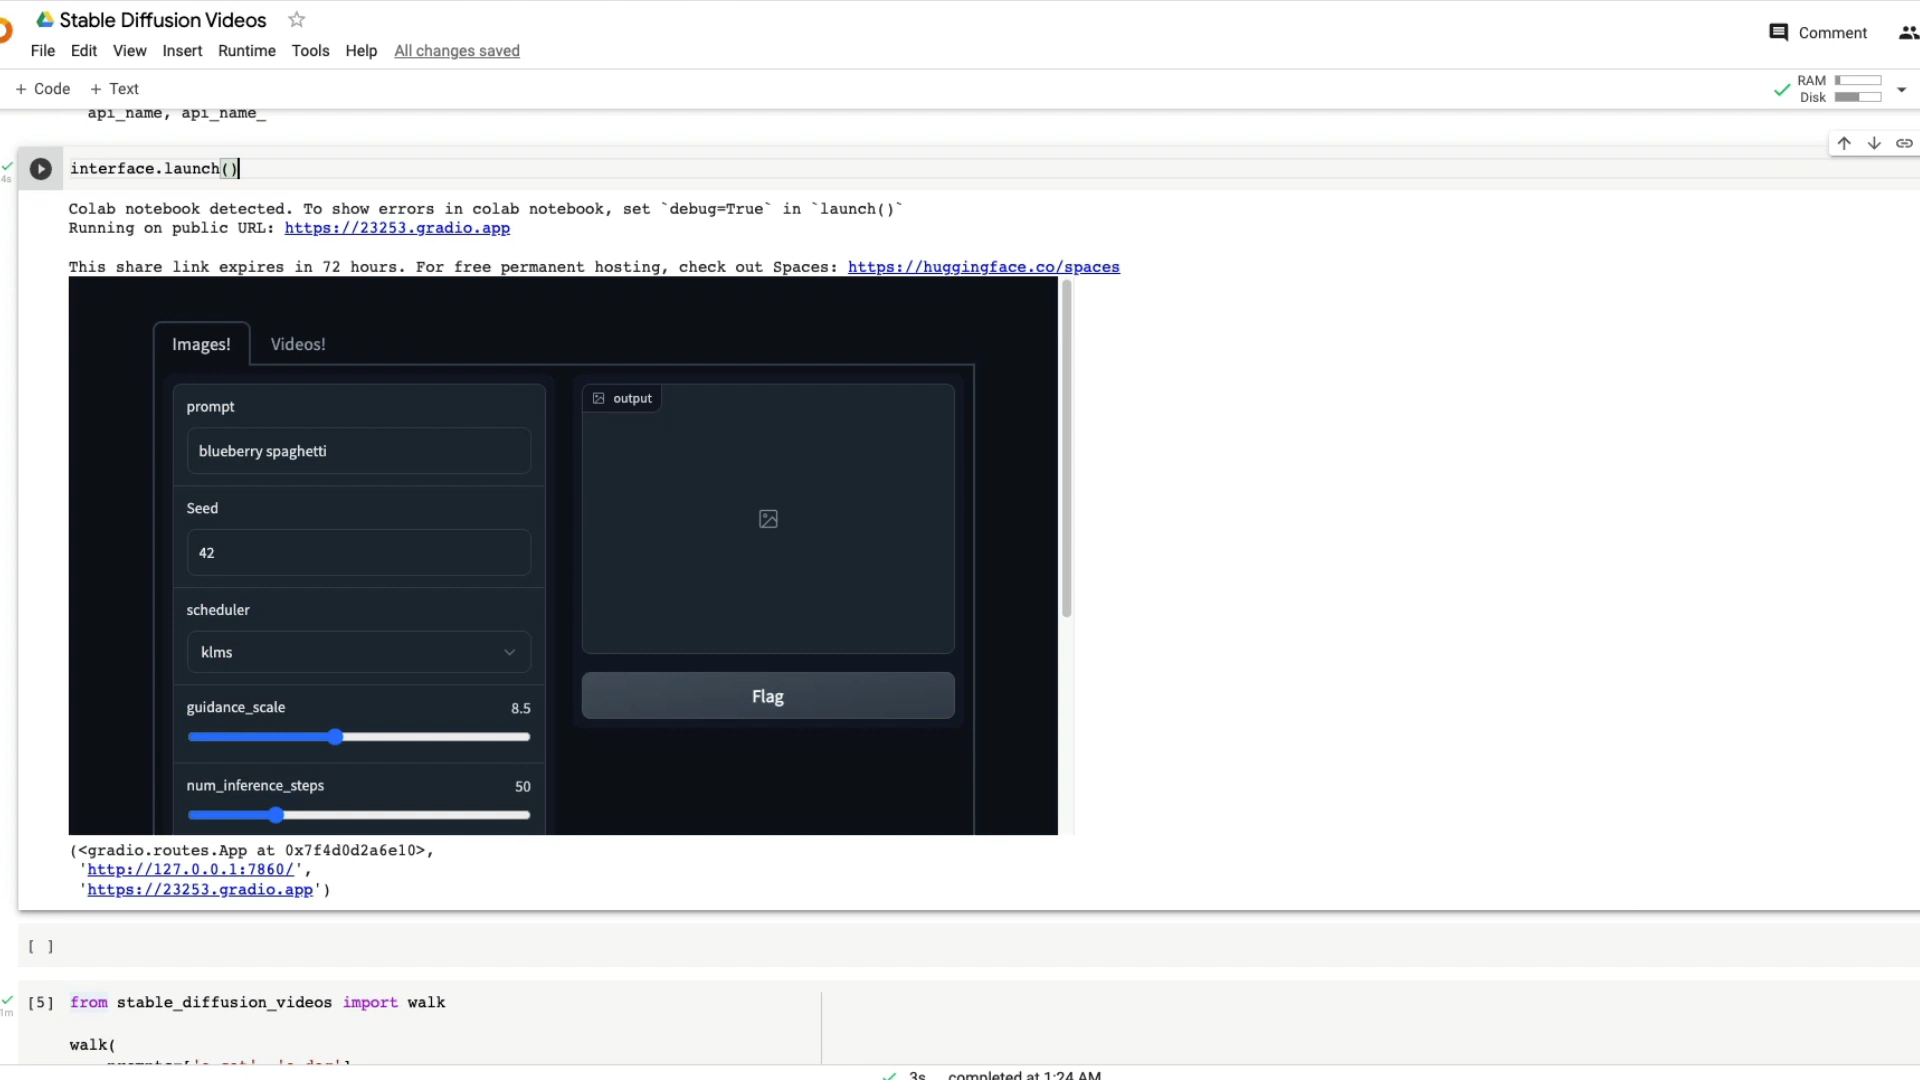 Stable Diffusion Videos
File Edit View Insert Runtime Tools Help All changes saved
Comment
+ Code + Text
RAM
Disk
api_name, api_name_
interface.launch()
4s
Colab notebook detected. To show errors in colab notebook, set `debug=True` in `launch()`
Running on public URL: https://23253.gradio.app
This share link expires in 72 hours. For free permanent hosting, check out Spaces: https://huggingface.co/spaces
Images! Videos!
prompt
blueberry spaghetti
Seed
42
scheduler
klms
guidance_scale 8.5
num_inference_steps 50
output
Flag
(<gradio.routes.App at 0x7f4d0d2a6e10>,
'http://127.0.0.1:7860/',
'https://23253.gradio.app')
[ ]
[5] from stable_diffusion_videos import walk
1m
walk(
prompts=['a cat', 'a dog'],
3s completed at 1:24 AM